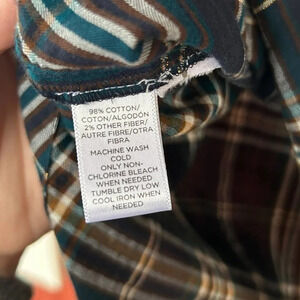 98% COTTON/
COTON/ALGODÓN
2% OTHER FIBER/
AUTRE FIBRE/OTRA
FIBRA
MACHINE WASH
COLD
ONLY NON-
CHLORINE BLEACH
WHEN NEEDED
TUMBLE DRY LOW
COOL IRON WHEN
NEEDED